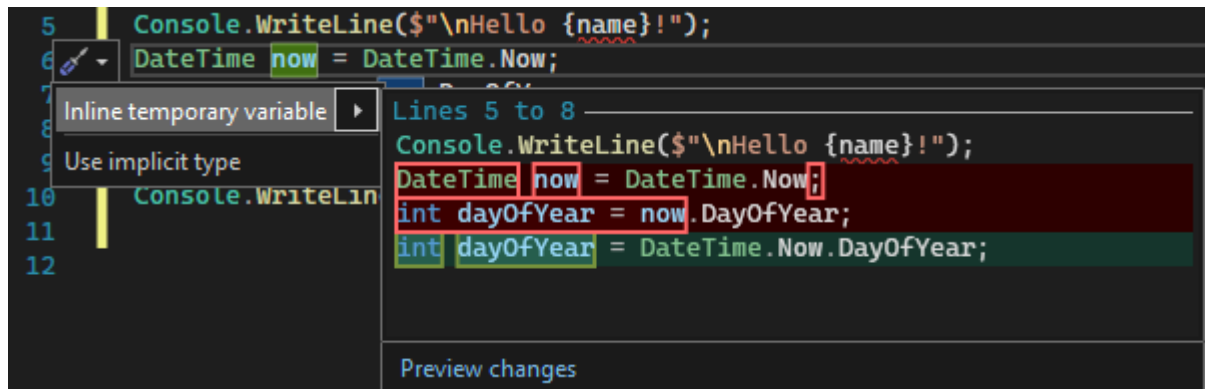 5 Console.WriteLine($"\nHello {name}!");
6 DateTime now = DateTime.Now;
7
Inline temporary variable
8
9
Use implicit type
10 Console.WriteLin
11
12
Lines 5 to 8
Console.WriteLine($"\nHello {name}!");
DateTime now = DateTime.Now;
int dayOfYear = now.DayOfYear;
int dayOfYear = DateTime.Now.DayOfYear;
Preview changes